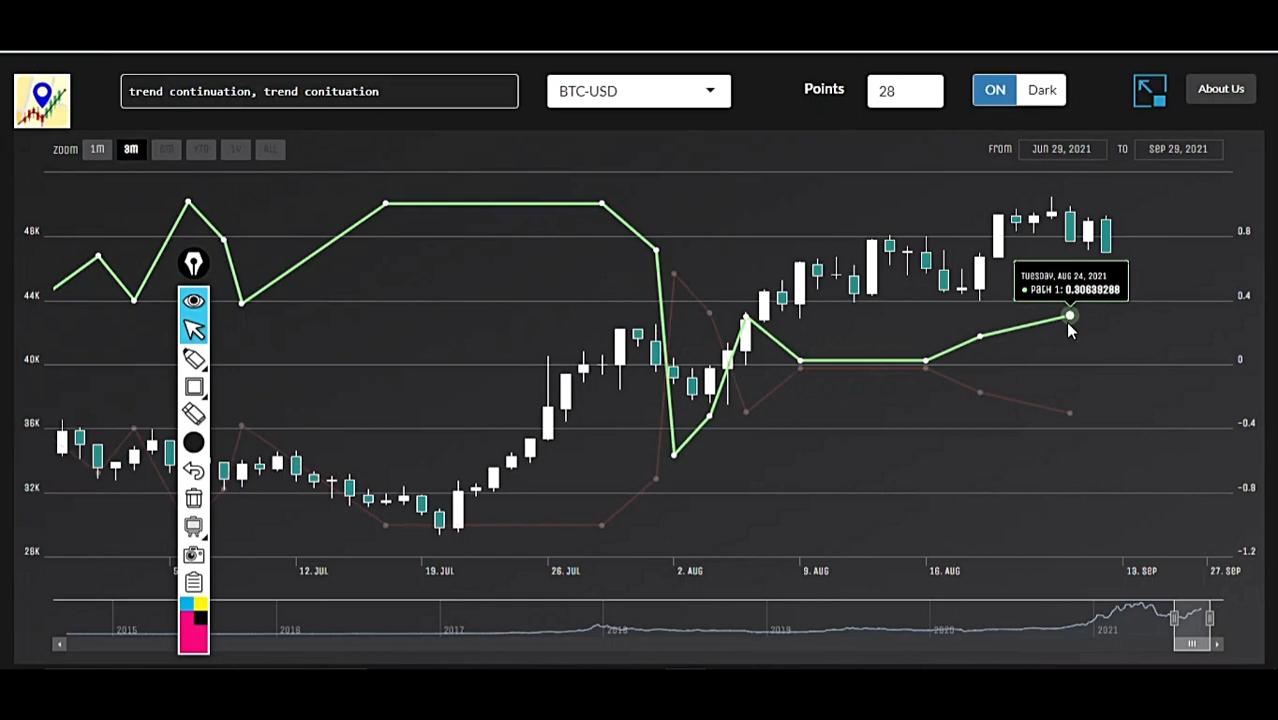 trend continuation, trend conituation
BTC-USD
Points
28
ON
Dark
About Us
Zoom
1m
3m
YTD
1Y
ALL
From
Jun 29, 2021
To
Sep 29, 2021
48K
44K
40K
36K
32K
28K
0.8
0.4
0
-0.4
-0.8
-1.2
Tuesday, Aug 24, 2021
Path 1: 0.30639288
12. Jul
19. Jul
26. Jul
2. Aug
9. Aug
16. Aug
13. Sep
27. Sep
2015
2016
2017
2018
2019
2020
2021